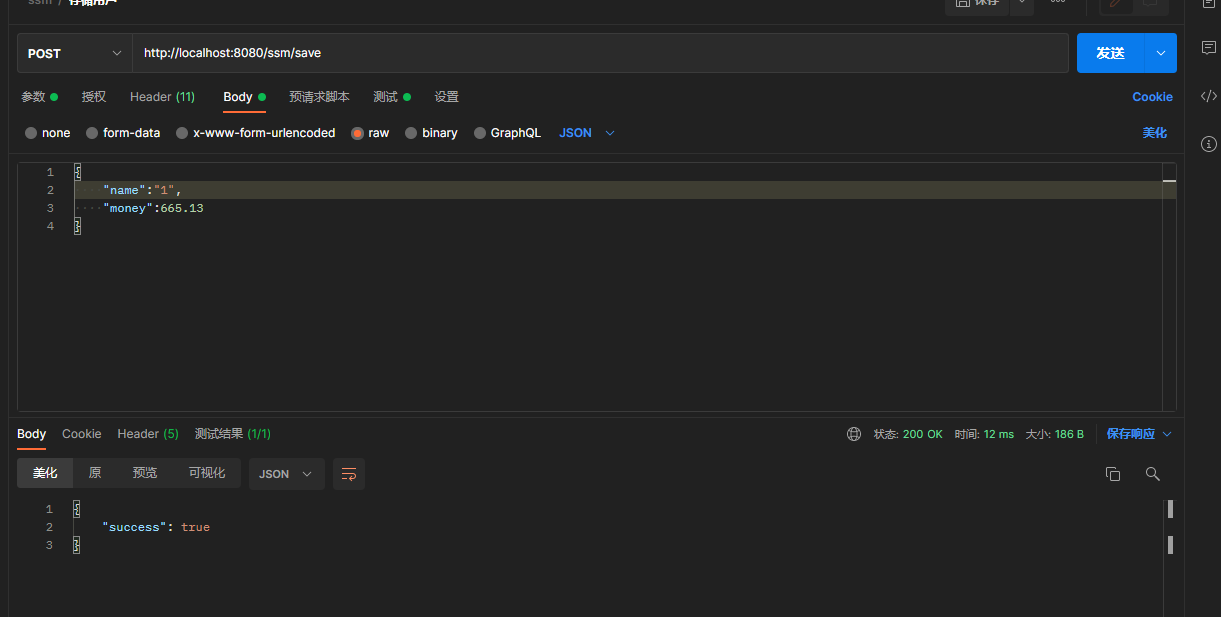 ssm / 存储用户
保存
POST http://localhost:8080/ssm/save 发送
参数 授权 Header (11) Body 预请求脚本 测试 设置 Cookie
none form-data x-www-form-urlencoded raw binary GraphQL JSON 美化
1 {
2 "name":"1",
3 "money":665.13
4 }
Body Cookie Header (5) 测试结果 (1/1) 状态: 200 OK 时间: 12 ms 大小: 186 B 保存响应
美化 原 预览 可视化 JSON
1 {
2 "success": true
3 }